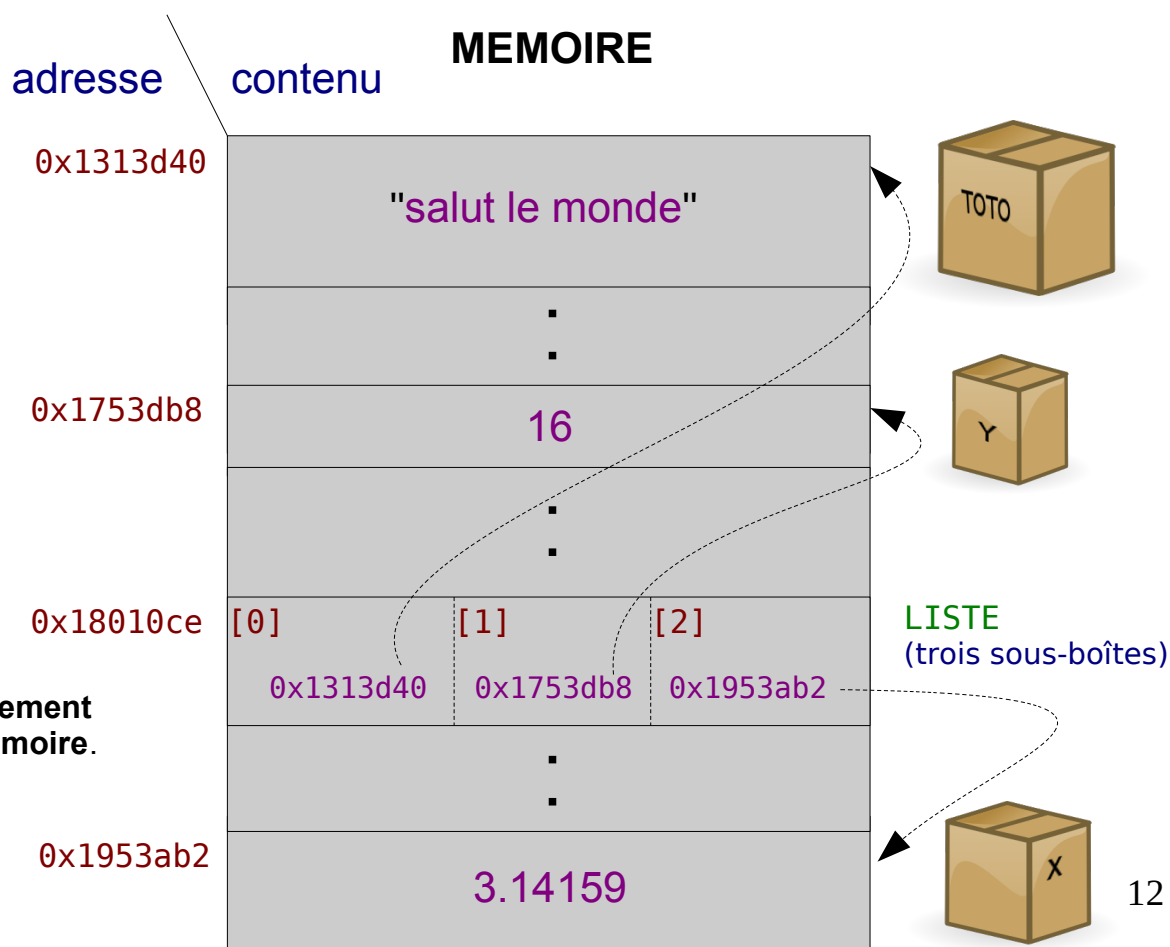 MEMOIRE
adresse contenu
0x1313d40
"salut le monde"
TOTO
.
.
0x1753db8
16
Y
.
.
0x18010ce [0] [1] [2] LISTE
(trois sous-boîtes)
0x1313d40 0x1753db8 0x1953ab2
ement
moire.
.
.
0x1953ab2
3.14159
X
12